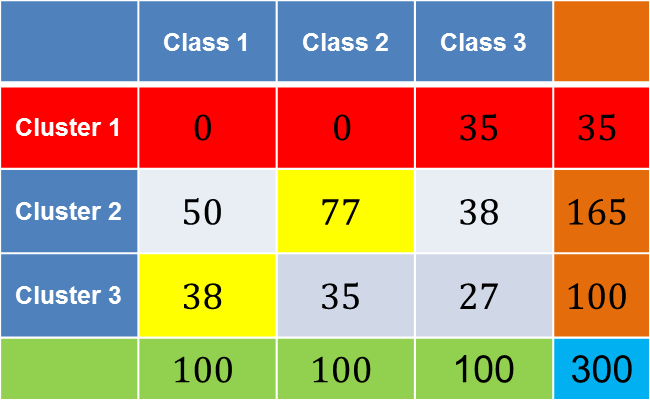 Class 1 Class 2 Class 3
Cluster 1 0 0 35 35
Cluster 2 50 77 38 165
Cluster 3 38 35 27 100
100 100 100 300